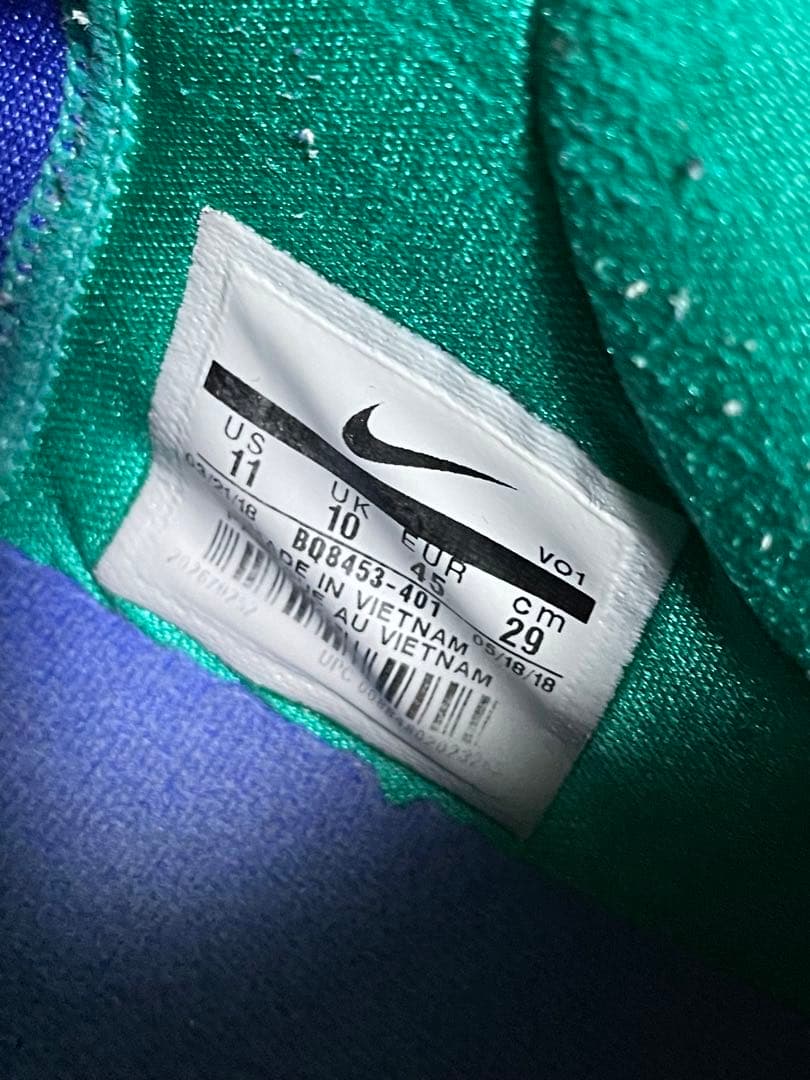 VO1
US UK EUR cm
11 10 45 29
03/21/18 BQ8453-401 05/18/18
MADE IN VIETNAM
AU VIETNAM
UPC